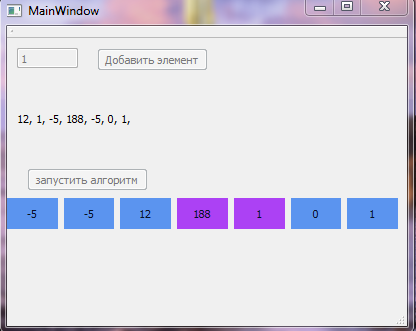 MainWindow
1 Добавить элемент
12, 1, -5, 188, -5, 0, 1,
запустить алгоритм
-5 -5 12 188 1 0 1